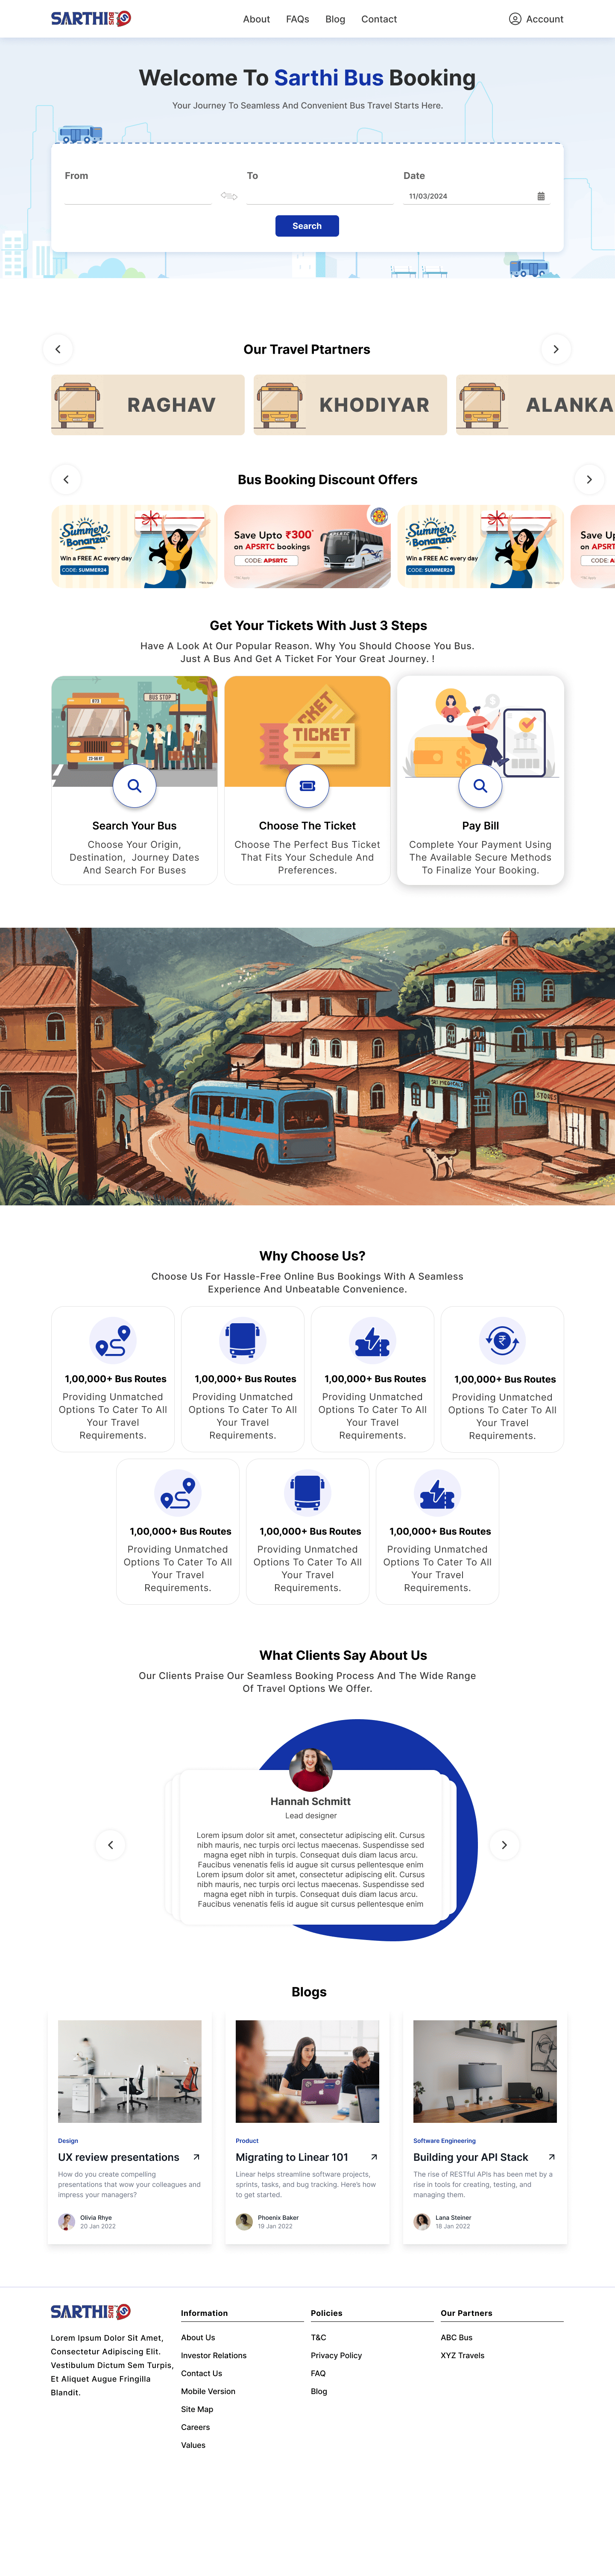 SARTHI BUS
About FAQs Blog Contact
Account
Welcome To Sarthi Bus Booking
Your Journey To Seamless And Convenient Bus Travel Starts Here.
From To Date
11/03/2024
Search
Our Travel Ptartners
RAGHAV KHODIYAR ALANKA
Bus Booking Discount Offers
Summer
Bonanza
Win a FREE AC every day
CODE: SUMMER24
Save Upto ₹300*
on APSRTC bookings
CODE: APSRTC
Summer
Bonanza
Win a FREE AC every day
CODE: SUMMER24
Save Up
on APSRT
CODE: AP
Get Your Tickets With Just 3 Steps
Have A Look At Our Popular Reason. Why You Should Choose You Bus.
Just A Bus And Get A Ticket For Your Great Journey. !
BUS STOP
TICKET
TICKET
Search Your Bus
Choose Your Origin,
Destination, Journey Dates
And Search For Buses
Choose The Ticket
Choose The Perfect Bus Ticket
That Fits Your Schedule And
Preferences.
Pay Bill
Complete Your Payment Using
The Available Secure Methods
To Finalize Your Booking.
SRI MEDICALS
STORES
Why Choose Us?
Choose Us For Hassle-Free Online Bus Bookings With A Seamless
Experience And Unbeatable Convenience.
1,00,000+ Bus Routes
Providing Unmatched
Options To Cater To All
Your Travel
Requirements.
1,00,000+ Bus Routes
Providing Unmatched
Options To Cater To All
Your Travel
Requirements.
1,00,000+ Bus Routes
Providing Unmatched
Options To Cater To All
Your Travel
Requirements.
1,00,000+ Bus Routes
Providing Unmatched
Options To Cater To All
Your Travel
Requirements.
1,00,000+ Bus Routes
Providing Unmatched
Options To Cater To All
Your Travel
Requirements.
1,00,000+ Bus Routes
Providing Unmatched
Options To Cater To All
Your Travel
Requirements.
1,00,000+ Bus Routes
Providing Unmatched
Options To Cater To All
Your Travel
Requirements.
What Clients Say About Us
Our Clients Praise Our Seamless Booking Process And The Wide Range
Of Travel Options We Offer.
Hannah Schmitt
Lead designer
Lorem ipsum dolor sit amet, consectetur adipiscing elit. Cursus
nibh mauris, nec turpis orci lectus maecenas. Suspendisse sed
magna eget nibh in turpis. Consequat duis diam lacus arcu.
Faucibus venenatis felis id augue sit cursus pellentesque enim
Lorem ipsum dolor sit amet, consectetur adipiscing elit. Cursus
nibh mauris, nec turpis orci lectus maecenas. Suspendisse sed
magna eget nibh in turpis. Consequat duis diam lacus arcu.
Faucibus venenatis felis id augue sit cursus pellentesque enim
Blogs
Design
UX review presentations
How do you create compelling
presentations that wow your colleagues and
impress your managers?
Olivia Rhye
20 Jan 2022
Product
Migrating to Linear 101
Linear helps streamline software projects,
sprints, tasks, and bug tracking. Here's how
to get started.
Phoenix Baker
19 Jan 2022
Software Engineering
Building your API Stack
The rise of RESTful APIs has been met by a
rise in tools for creating, testing, and
managing them.
Lana Steiner
18 Jan 2022
SARTHI BUS
Lorem Ipsum Dolor Sit Amet,
Consectetur Adipiscing Elit.
Vestibulum Dictum Sem Turpis,
Et Aliquet Augue Fringilla
Blandit.
Information
About Us
Investor Relations
Contact Us
Mobile Version
Site Map
Careers
Values
Policies
T&C
Privacy Policy
FAQ
Blog
Our Partners
ABC Bus
XYZ Travels